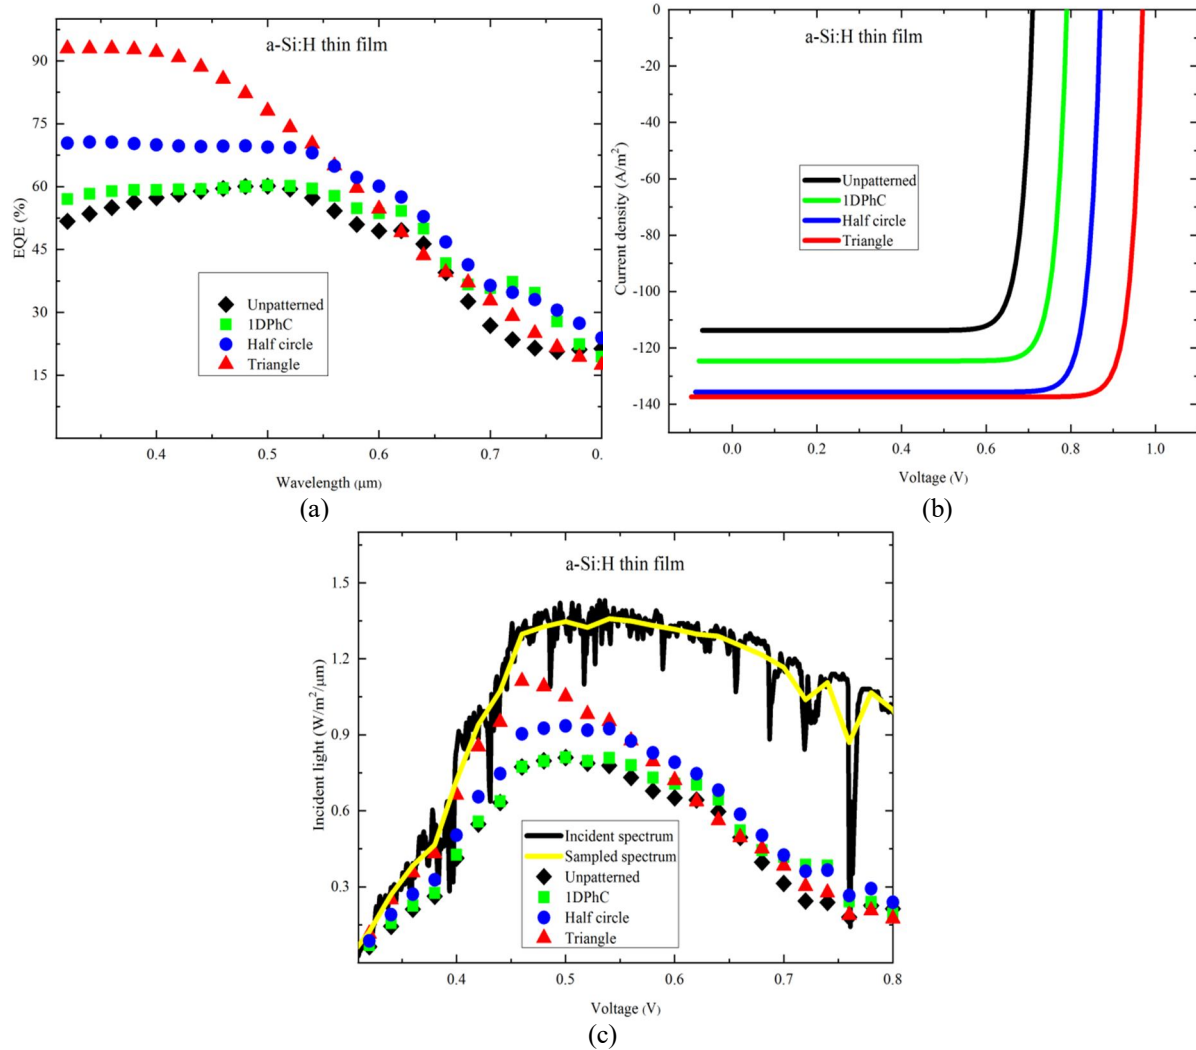 a-Si:H thin film
EQE (%)
90
75
60
45
30
15
Unpatterned
1DPhC
Half circle
Triangle
0.4
0.5
0.6
0.7
0.
Wavelength (μm)
(a)
a-Si:H thin film
Current density (A/m²)
0
-20
-40
-60
-80
-100
-120
-140
Unpatterned
1DPhC
Half circle
Triangle
0.0
0.2
0.4
0.6
0.8
1.0
Voltage (V)
(b)
a-Si:H thin film
Incident light (W/m²/μm)
1.5
1.2
0.9
0.6
0.3
Incident spectrum
Sampled spectrum
Unpatterned
1DPhC
Half circle
Triangle
0.4
0.5
0.6
0.7
0.8
Voltage (V)
(c)